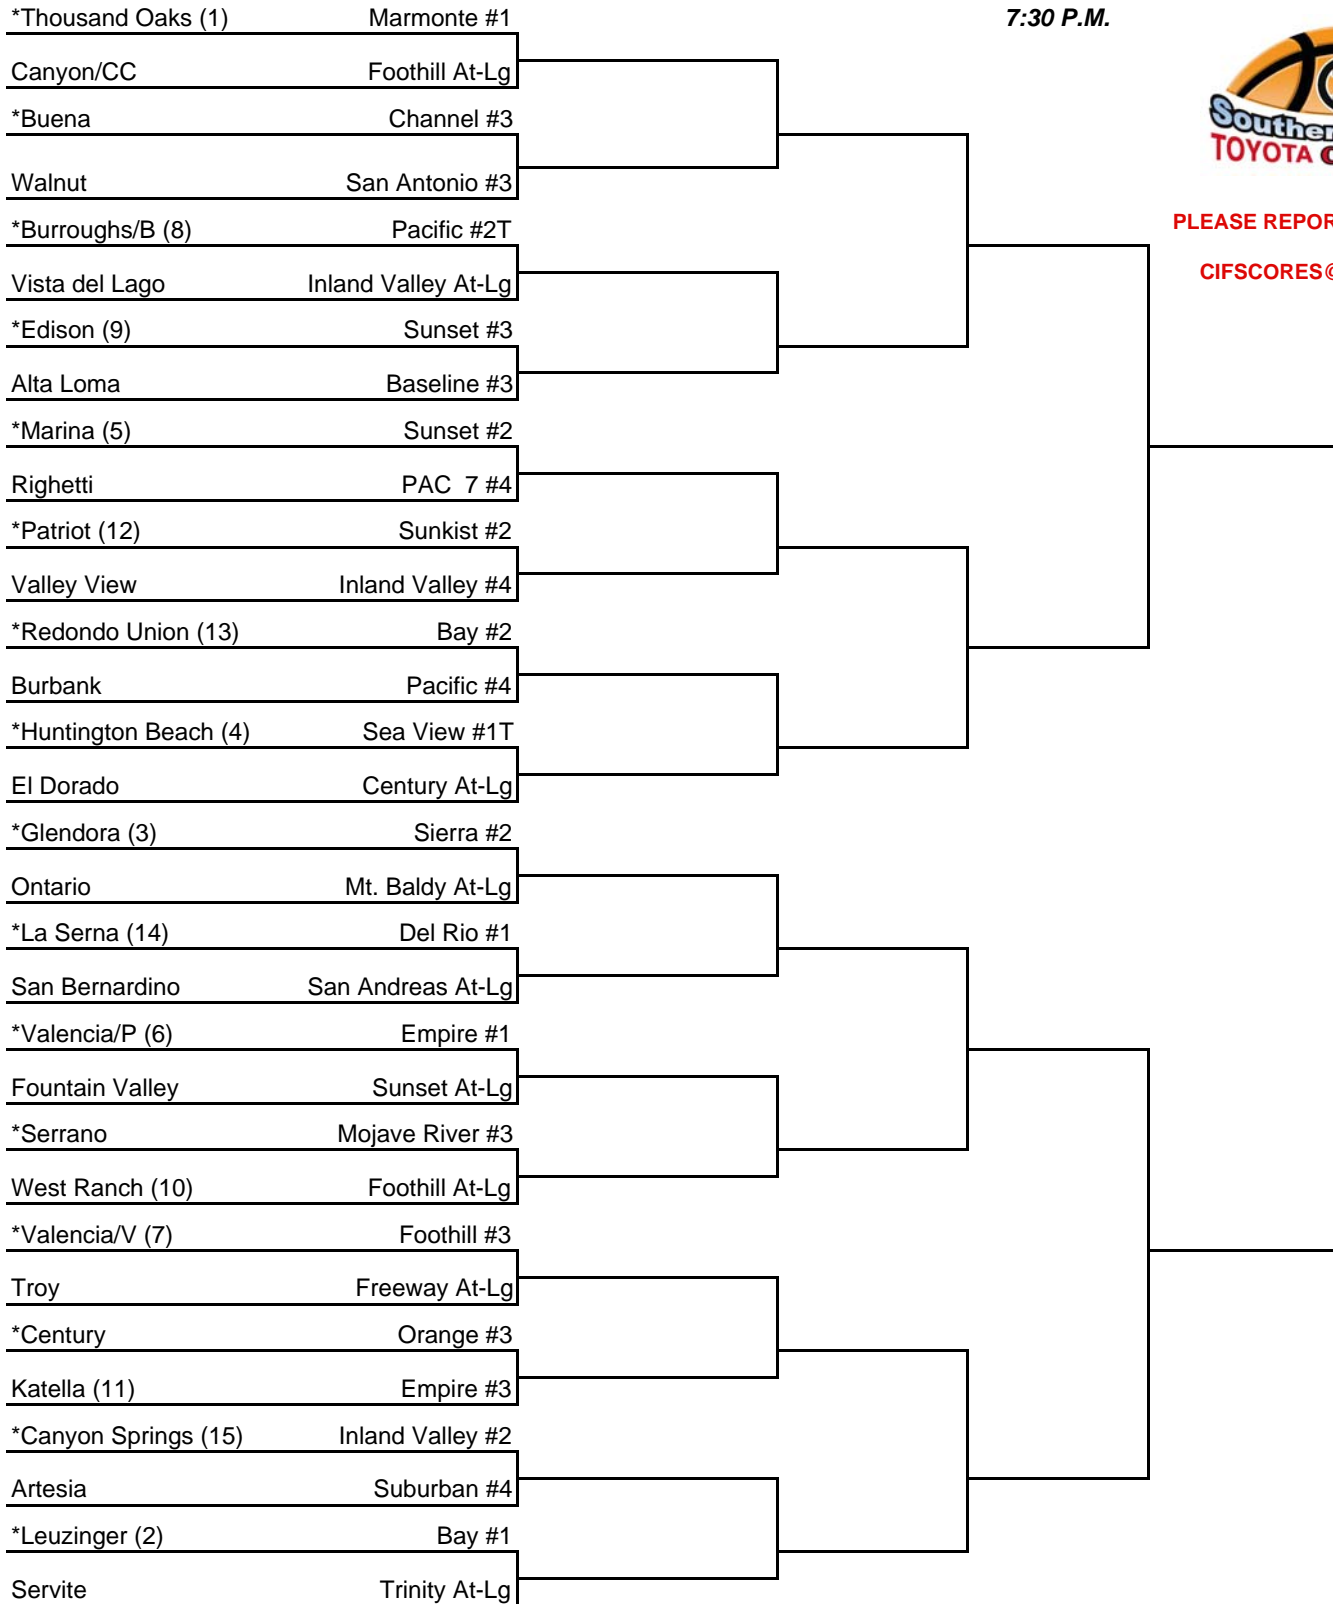 *Thousand Oaks (1) Marmonte #1 7:30 P.M.
Canyon/CC Foothill At-Lg
*Buena Channel #3
Walnut San Antonio #3
TOYOTA
*Burroughs/B (8) Pacific #2T
PLEASE
Vista del Lago Inland Valley At-Lg
*Edison (9) Sunset #3
Alta Loma Baseline #3
*Marina (5) Sunset #2
Righetti PAC 7 #4
*Patriot (12) Sunkist #2
Valley View Inland Valley #4
*Redondo Union (13) Bay #2
Burbank Pacific #4
*Huntington Beach (4) Sea View #1T
El Dorado Century At-Lg
*Glendora (3) Sierra #2
Ontario Mt. Baldy At-Lg
*La Serna (14) Del Rio #1
San Bernardino San Andreas At-Lg
*Valencia/P (6) Empire #1
Fountain Valley Sunset At-Lg
*Serrano Mojave River #3
West Ranch (10) Foothill At-Lg
*Valencia/V (7) Foothill #3
Troy Freeway At-Lg
*Century Orange #3
Katella (11) Empire #3
*Canyon Springs (15) Inland Valley #2
Artesia Suburban #4
*Leuzinger (2) Bay #1
Servite Trinity At-Lg